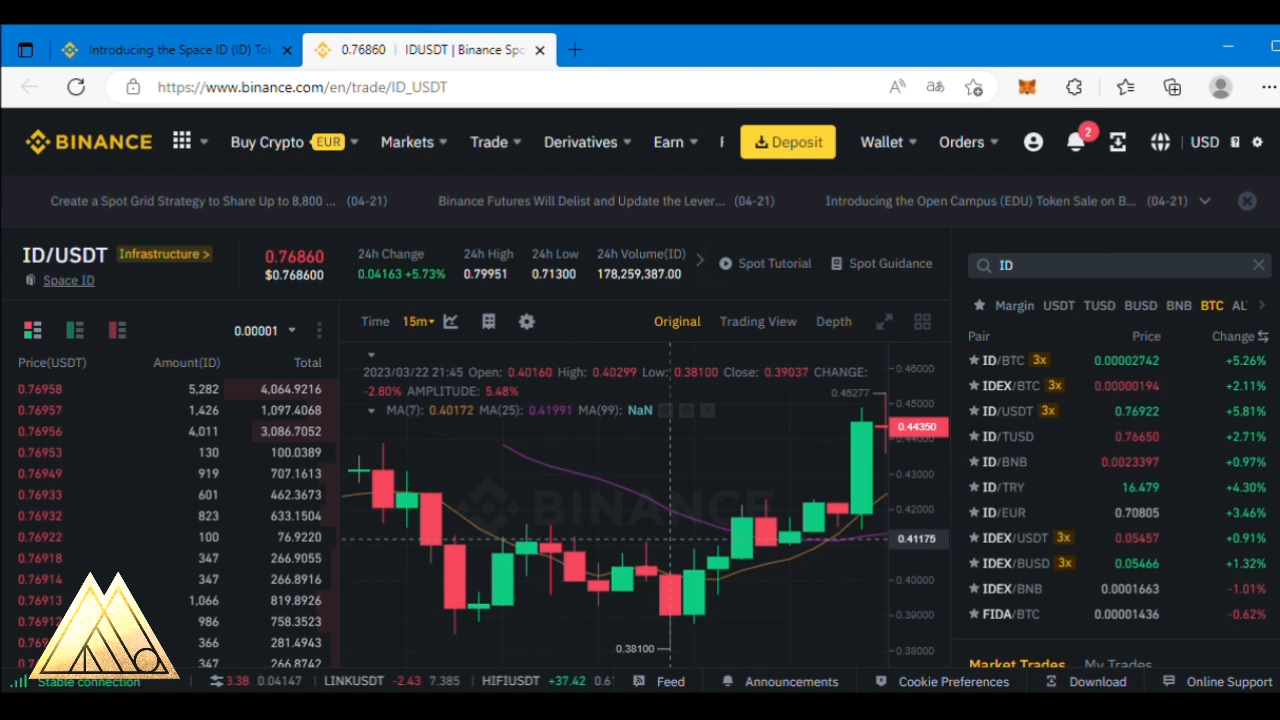 Introducing the Space ID (ID) To
0.76860 | IDUSDT | Binance Spo
https://www.binance.com/en/trade/ID_USDT
BINANCE
Buy Crypto EUR Markets Trade Derivatives Earn Deposit Wallet Orders 2 USD
Create a Spot Grid Strategy to Share Up to 8,800 ... (04-21) Binance Futures Will Delist and Update the Lever... (04-21) Introducing the Open Campus (EDU) Token Sale on B... (04-21)
ID/USDT Infrastructure >
Space ID
0.76860
$0.768600
24h Change 24h High 24h Low 24h Volume(ID)
0.04163 +5.73% 0.79951 0.71300 178,259,387.00
Spot Tutorial Spot Guidance
ID
0.00001
Time 15m Original Trading View Depth
Margin USDT TUSD BUSD BNB BTC AL
Price(USDT) Amount(ID) Total
0.76958 5,282 4,064.9216
0.76957 1,426 1,097.4068
0.76956 4,011 3,086.7052
0.76953 130 100.0389
0.76949 919 707.1613
0.76933 601 462.3673
0.76932 823 633.1504
0.76922 100 76.9220
0.76918 347 266.9055
0.76914 347 266.8916
0.76913 1,066 819.8926
0.7691 986 758.3523
0.76 366 281.4943
0.76 347 266.8742
2023/03/22 21:45 Open: 0.40160 High: 0.40299 Low: 0.38100 Close: 0.39037 CHANGE:
-2.80% AMPLITUDE: 5.48%
MA(7): 0.40172 MA(25): 0.41991 MA(99): NaN
0.45277
BINANCE
0.38100
0.46000
0.45000
0.44350
0.44000
0.43000
0.42000
0.41175
0.40000
0.39000
0.38000
Pair Price Change
ID/BTC 3x 0.00002742 +5.26%
IDEX/BTC 3x 0.00000194 +2.11%
ID/USDT 3x 0.76922 +5.81%
ID/TUSD 0.76650 +2.71%
ID/BNB 0.0023397 +0.97%
ID/TRY 16.479 +4.30%
ID/EUR 0.70805 +3.46%
IDEX/USDT 3x 0.05457 +0.91%
IDEX/BUSD 3x 0.05466 +1.32%
IDEX/BNB 0.0001663 -1.01%
FIDA/BTC 0.00001436 -0.62%
Market Trades My Trades
Stable connection 3.38 0.04147 LINKUSDT -2.43 7.385 HIFIUSDT +37.42 0.6 Feed Announcements Cookie Preferences Download Online Support